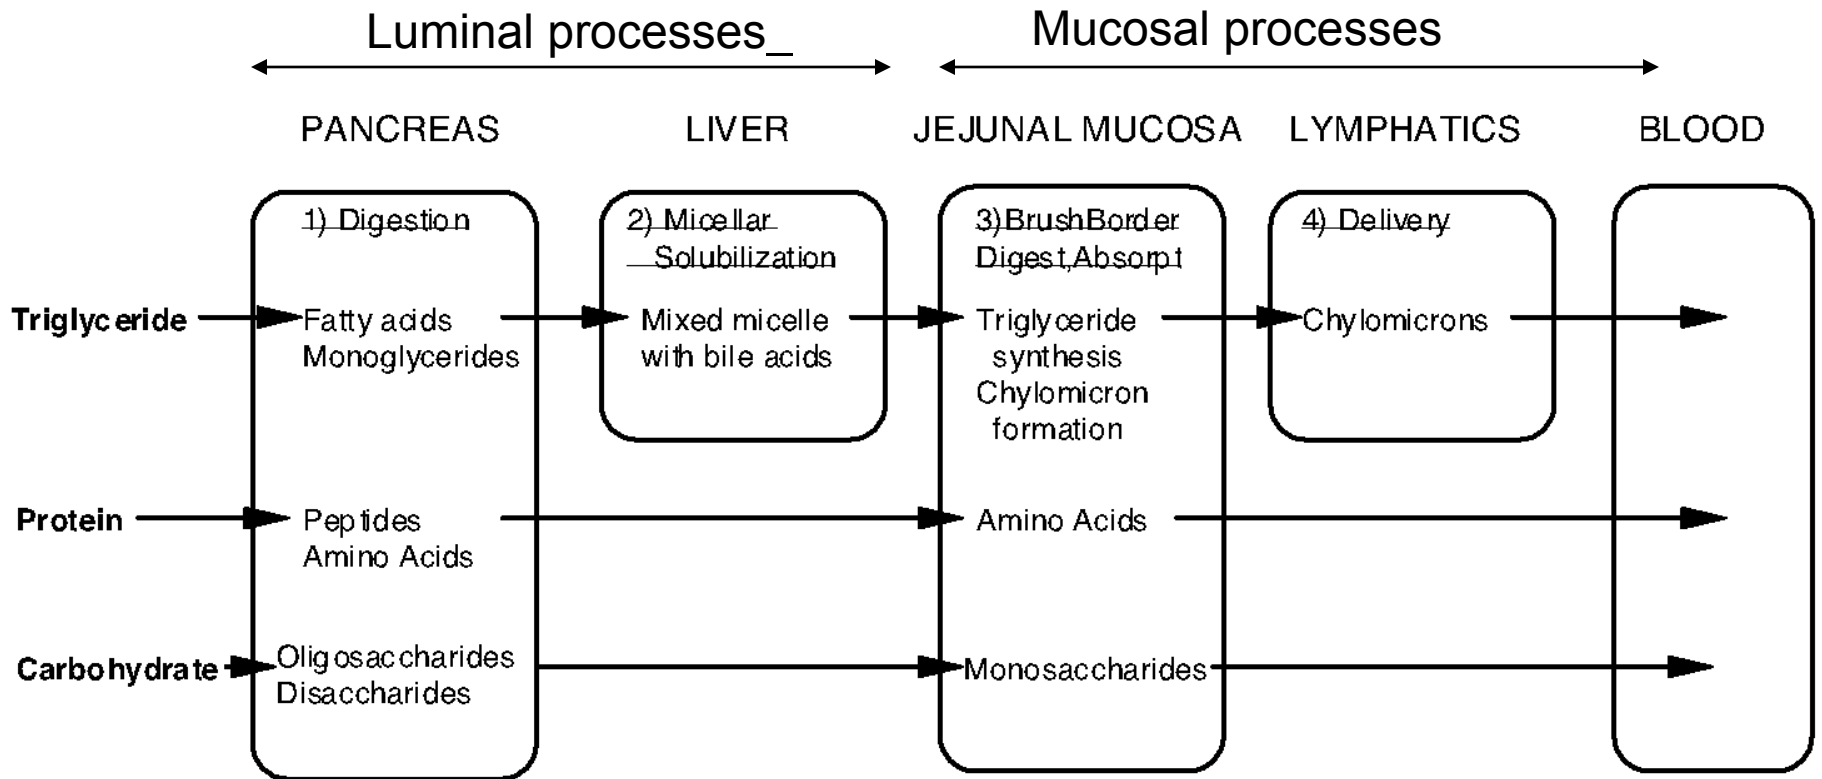 Luminal processes_
Mucosal processes
PANCREAS
LIVER
JEJUNAL MUCOSA
LYMPHATICS
BLOOD
1) Digestion
2) Micellar
Solubilization
3)BrushBorder
Digest,Absorpt
4) Delivery
Triglyceride
Fatty acids
Monoglycerides
Mixed micelle
with bile acids
Triglyceride
synthesis
Chylomicron
formation
Chylomicrons
Protein
Peptides
Amino Acids
Amino Acids
Carbohydrate
Oligosaccharides
Disaccharides
Monosaccharides